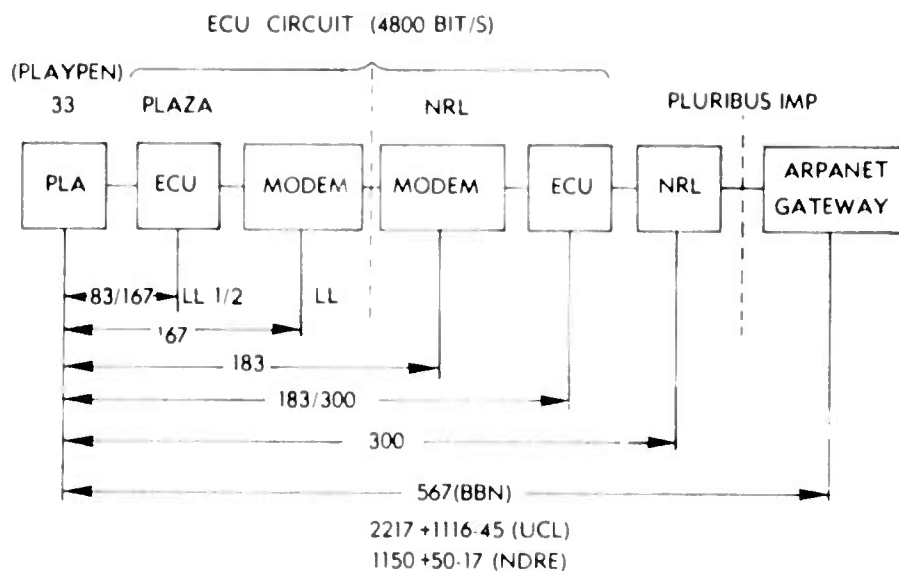 ECU CIRCUIT (4800 BIT/S)
(PLAYPEN)
33 PLAZA NRL PLURIBUS IMP
PLA ECU MODEM MODEM ECU NRL ARPANET GATEWAY
83/167 LL 1/2 LL
167
183
183/300
300
567(BBN)
2217 +1116-45 (UCL)
1150 +50-17 (NDRE)